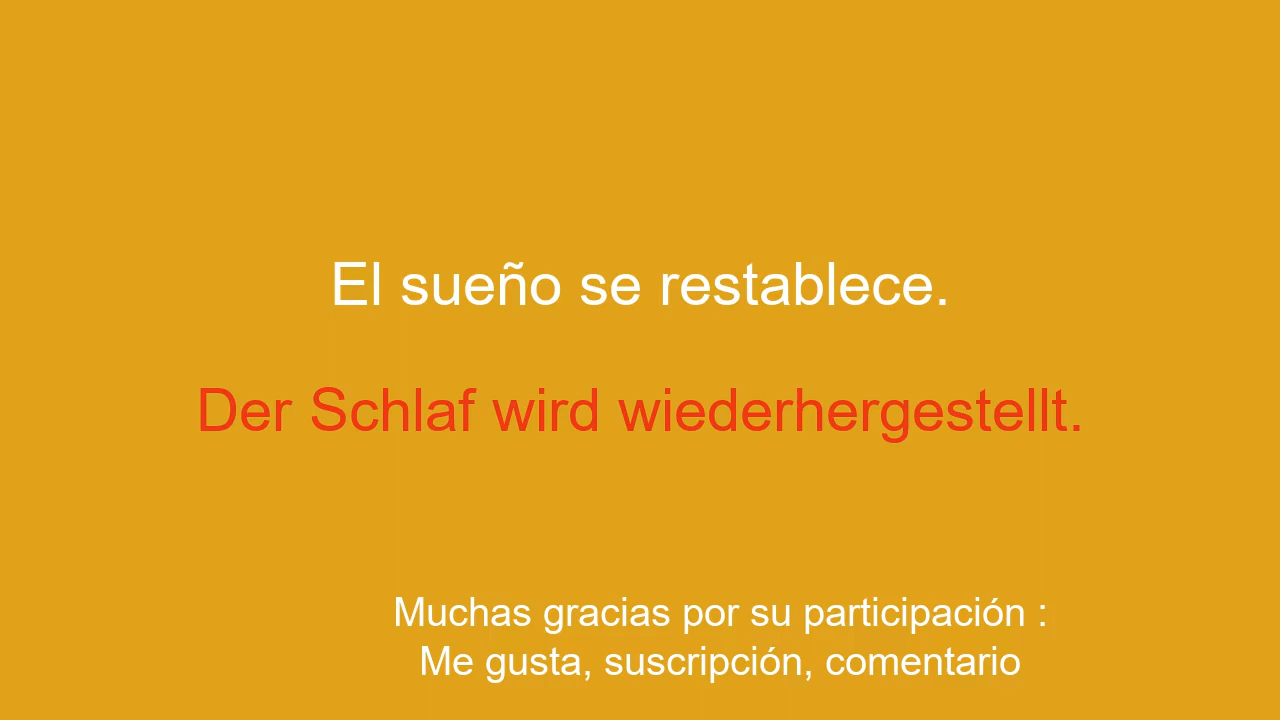 El sueño se restablece.
Der Schlaf wird wiederhergestellt.
Muchas gracias por su participación :
Me gusta, suscripción, comentario